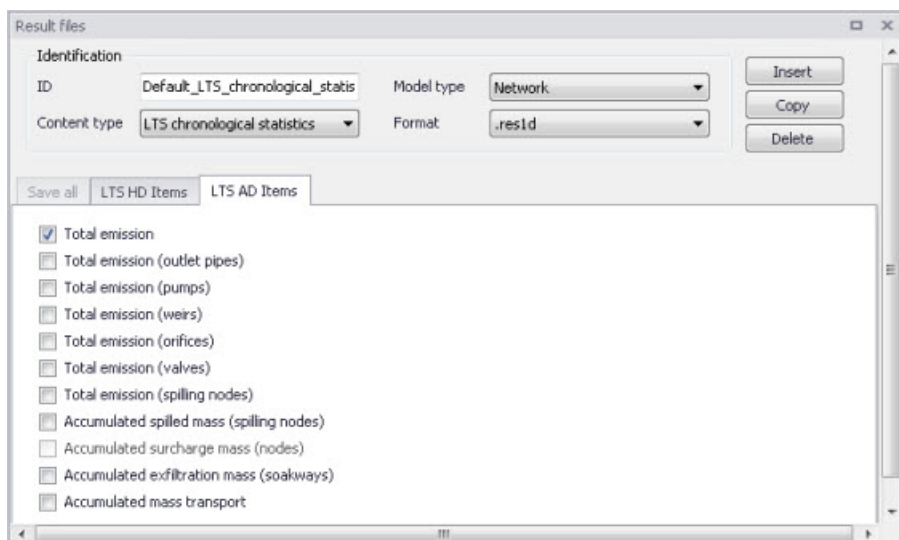 Result files
Identification
ID Default_LTS_chronological_statis Model type Network Insert
Copy
Content type LTS chronological statistics Format .res1d Delete
Save all LTS HD Items LTS AD Items
Total emission
Total emission (outlet pipes)
Total emission (pumps)
Total emission (weirs)
Total emission (orifices)
Total emission (valves)
Total emission (spilling nodes)
Accumulated spilled mass (spilling nodes)
Accumulated surcharge mass (nodes)
Accumulated exfiltration mass (soakways)
Accumulated mass transport